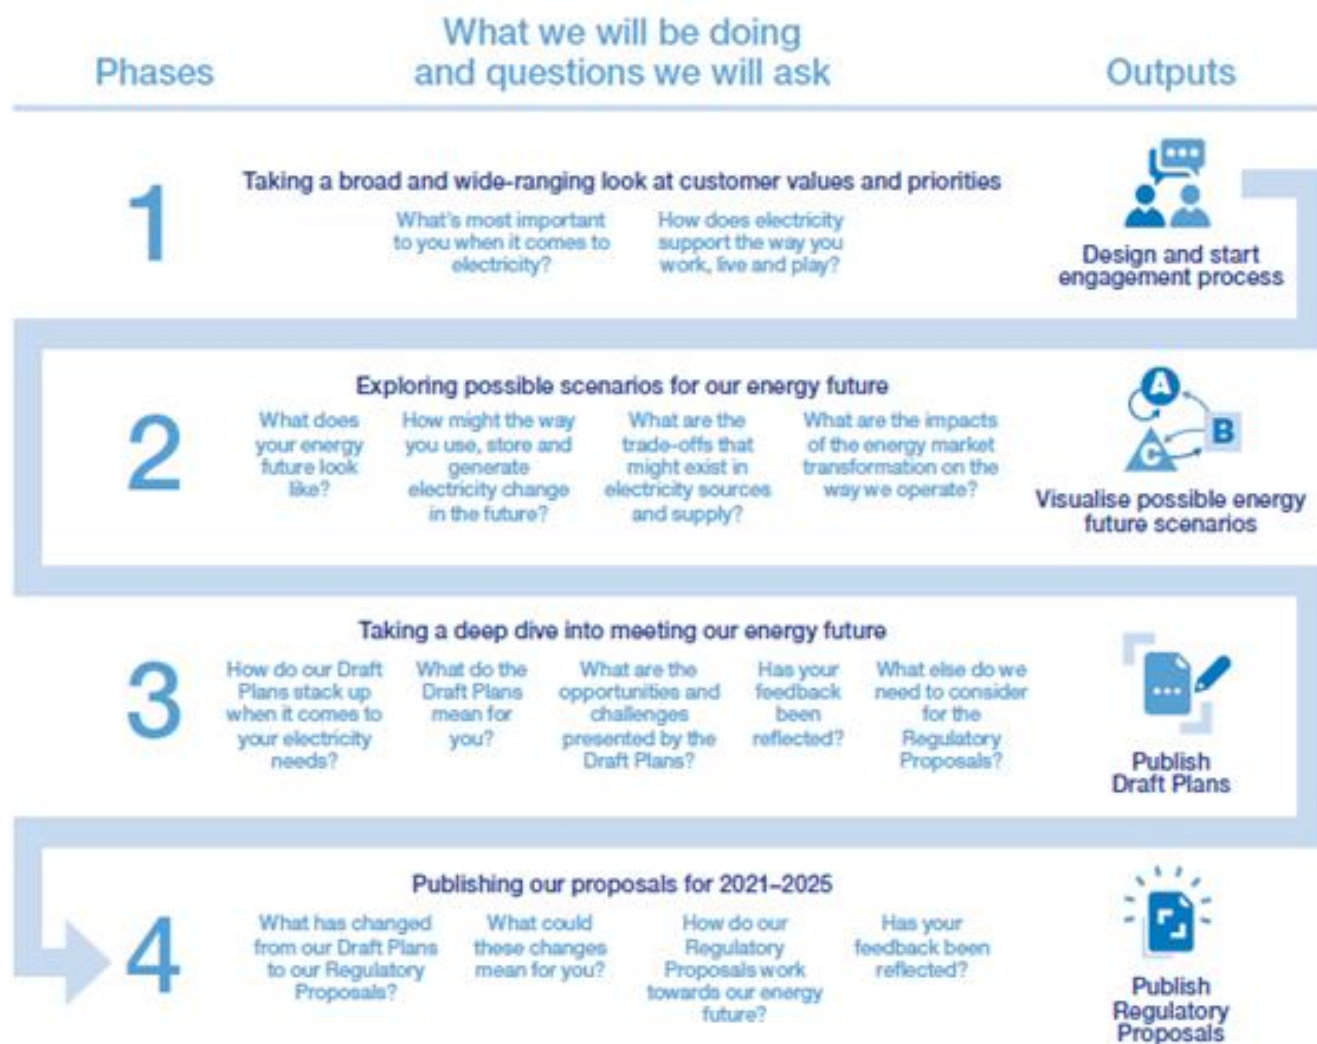 What we will be doing
Phases and questions we will ask Outputs
1
Taking a broad and wide-ranging look at customer values and priorities
What's most important
to you when it comes to
electricity?
How does electricity
support the way you
work, live and play?
Design and start
engagement process
2
Exploring possible scenarios for our energy future
What does
your energy
future look
like?
How might the way
you use, store and
generate
electricity change
in the future?
What are the
trade-offs that
might exist in
electricity sources
and supply?
What are the impacts
of the energy market
transformation on the
way we operate?
A
B
C
Visualise possible energy
future scenarios
3
Taking a deep dive into meeting our energy future
How do our Draft
Plans stack up
when it comes to
your electricity
needs?
What do the
Draft Plans
mean for
you?
What are the
opportunities and
challenges
presented by the
Draft Plans?
Has your
feedback
been
reflected?
What else do we
need to consider
for the
Regulatory
Proposals?
Publish
Draft Plans
4
Publishing our proposals for 2021–2025
What has changed
from our Draft Plans
to our Regulatory
Proposals?
What could
these changes
mean for you?
How do our
Regulatory
Proposals work
towards our energy
future?
Has your
feedback been
reflected?
Publish
Regulatory
Proposals